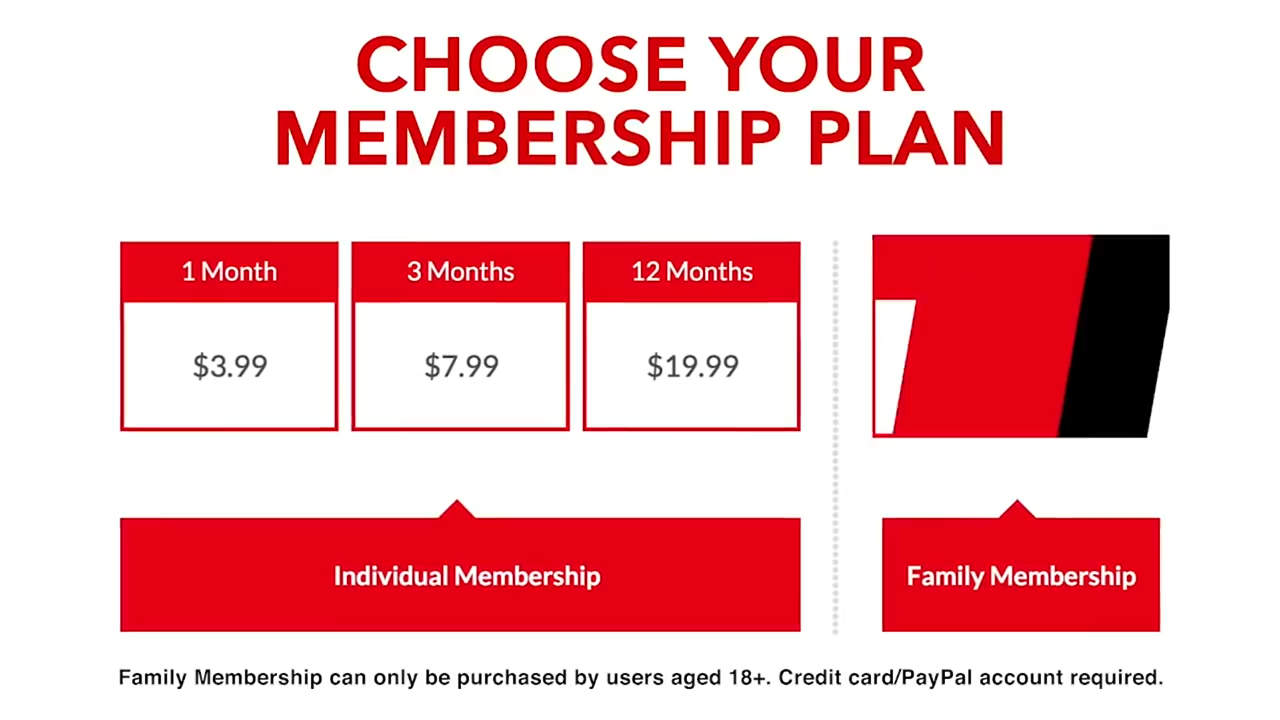 CHOOSE YOUR
MEMBERSHIP PLAN
1 Month
3 Months
12 Months
$3.99
$7.99
$19.99
Individual Membership
Family Membership
Family Membership can only be purchased by users aged 18+. Credit card/PayPal account required.